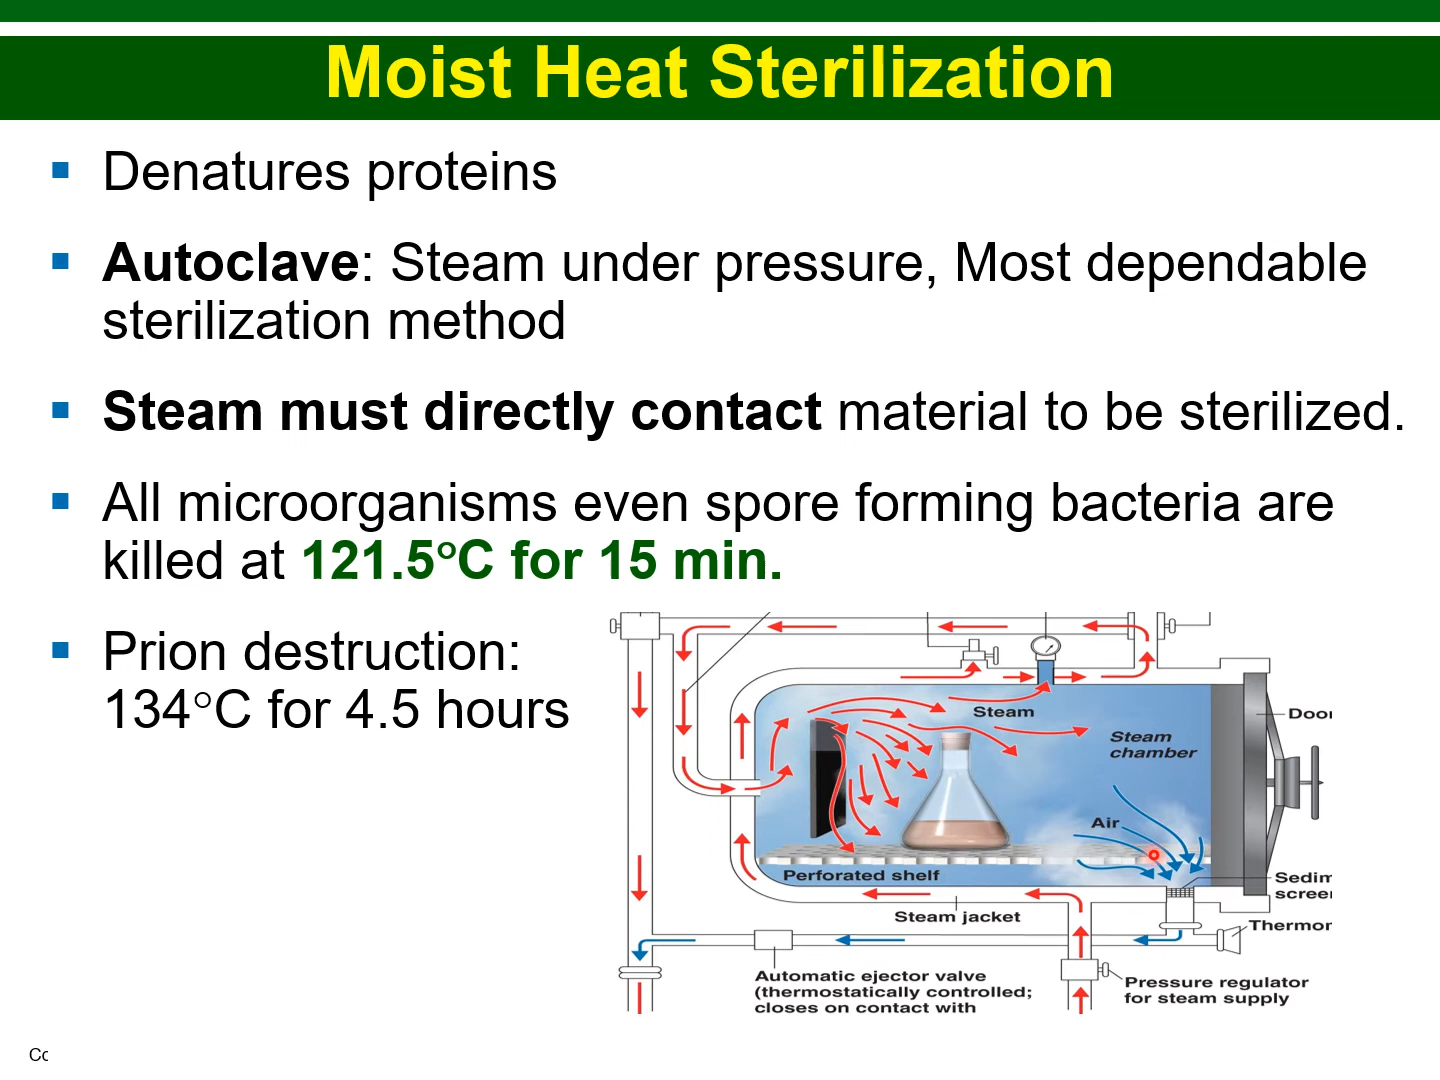 Moist Heat Sterilization
Denatures proteins
Autoclave: Steam under pressure, Most dependable
sterilization method
Steam must directly contact material to be sterilized.
All microorganisms even spore forming bacteria are
killed at 121.5°C for 15 min.
Prion destruction:
134°C for 4.5 hours
Steam
Door
Steam
chamber
Air
Perforated shelf
Steam jacket
Automatic ejector valve
(thermostatically controlled;
closes on contact with
Pressure regulator
for steam supply